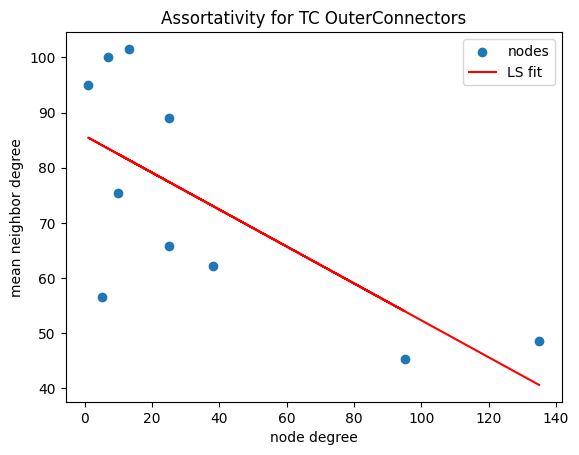 Assortativity for TC OuterConnectors
nodes
LS fit
mean neighbor degree
100
90
80
70
60
50
40
0 20 40 60 80 100 120 140
node degree